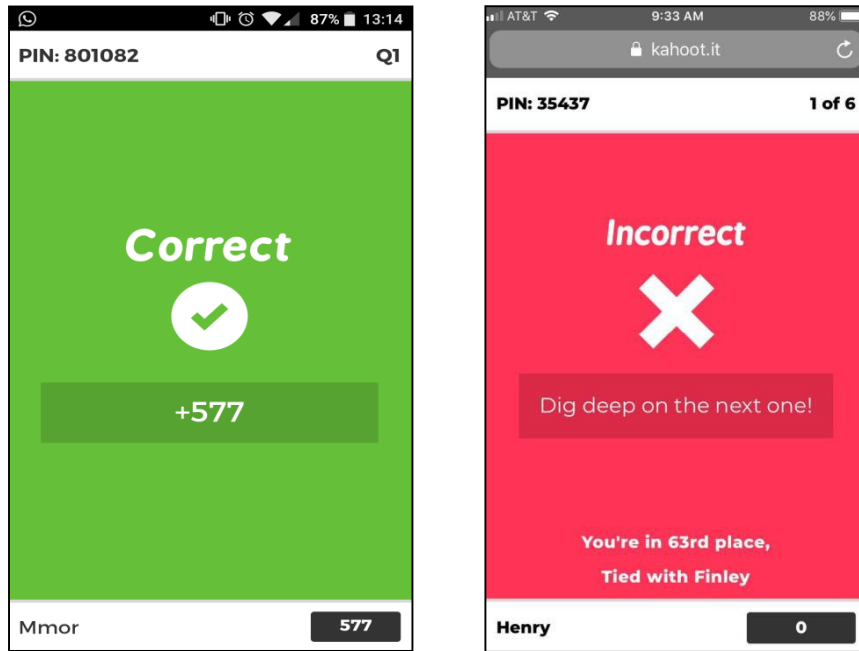 87% 13:14
PIN: 801082 Q1
Correct
+577
Mmor 577
AT&T 9:33 AM 88%
kahoot.it
PIN: 35437 1 of 6
Incorrect
Dig deep on the next one!
You're in 63rd place,
Tied with Finley
Henry 0